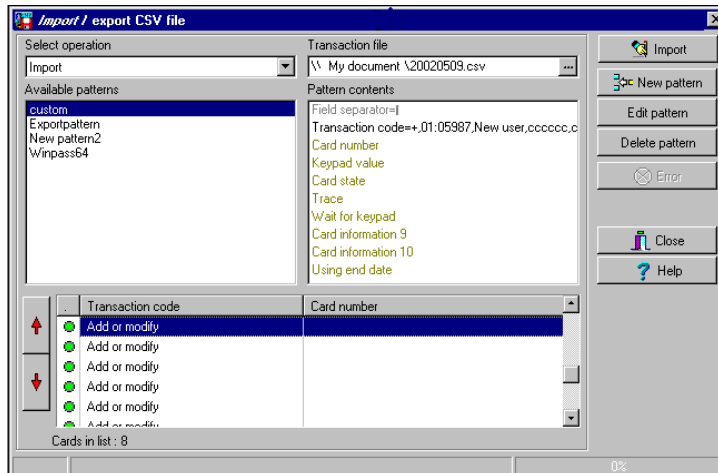 Import / export CSV file
Select operation
Import
Transaction file
\\ My document \20020509.csv
...
Available patterns
custom
Exportpattern
New pattern2
Winpass64
Pattern contents
Field separator=|
Transaction code=+,01:05987,New user,cccccc,c
Card number
Keypad value
Card state
Trace
Wait for keypad
Card information 9
Card information 10
Using end date
Import
New pattern
Edit pattern
Delete pattern
Error
Close
Help
. Transaction code Card number
Add or modify
Add or modify
Add or modify
Add or modify
Add or modify
Add or modify
Cards in list : 8
0%